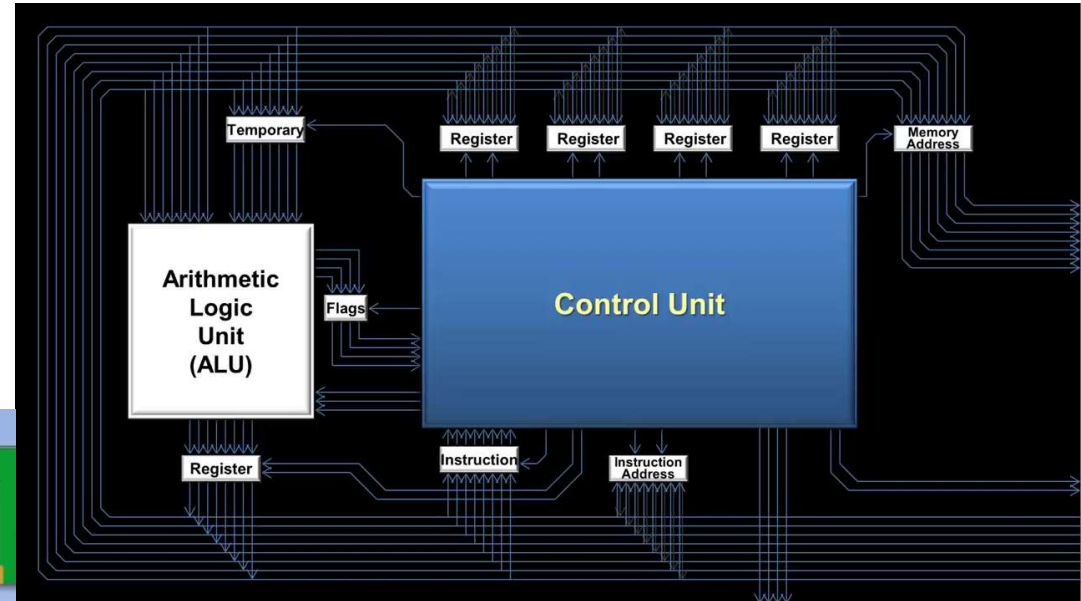 Temporary
Register
Register
Register
Register
Memory
Address
Arithmetic
Logic
Unit
(ALU)
Flags
Control Unit
Register
Instruction
Instruction
Address